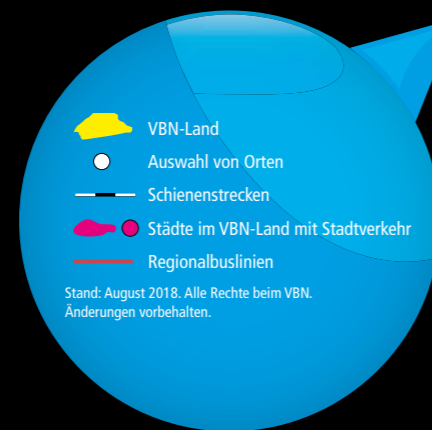 VBN-Land
Auswahl von Orten
Schienenstrecken
Städte im VBN-Land mit Stadtverkehr
Regionalbuslinien
Stand: August 2018. Alle Rechte beim VBN.
Änderungen vorbehalten.